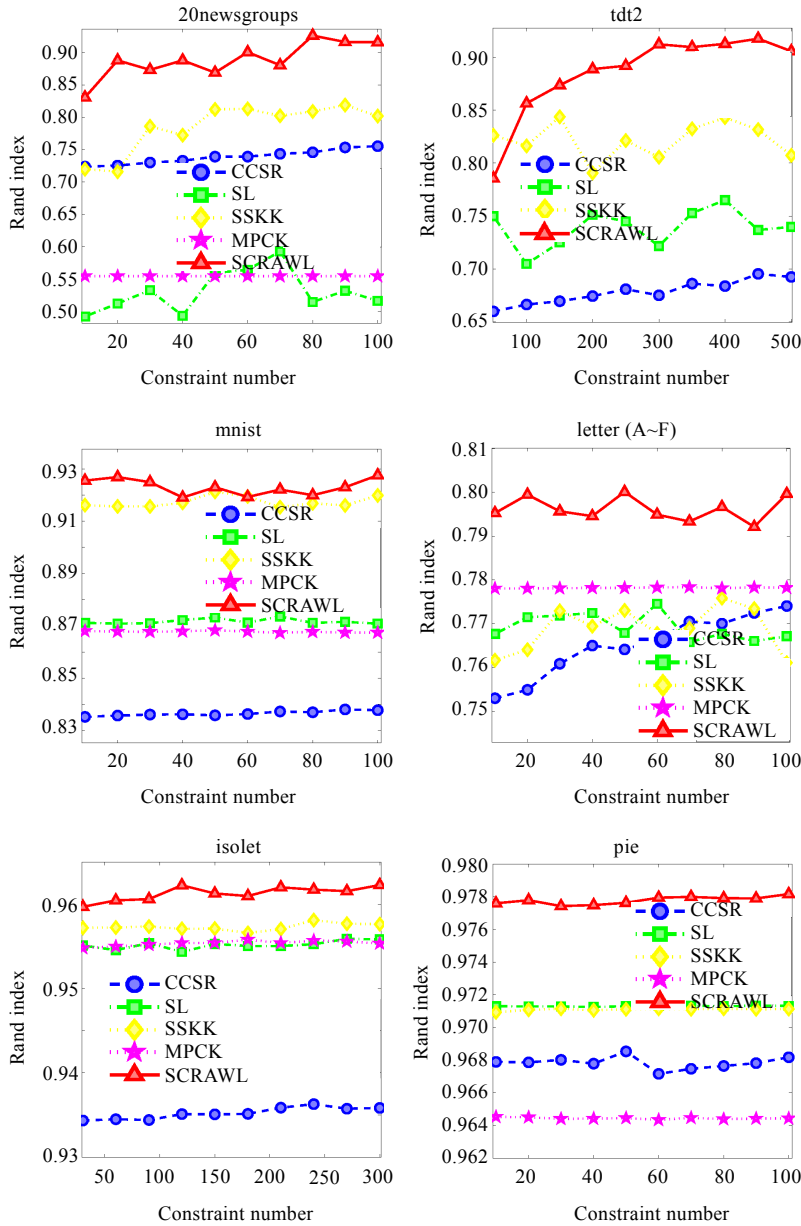 20newsgroups
0.90
0.85
0.80
0.75
0.70
0.65
0.60
0.55
0.50
Rand index
CCSR
SL
SSKK
MPCK
SCRAWL
20 40 60 80 100
Constraint number
tdt2
0.90
0.85
0.80
0.75
0.70
0.65
Rand index
CCSR
SL
SSKK
SCRAWL
100 200 300 400 500
Constraint number
mnist
0.93
0.91
0.89
0.87
0.85
0.83
Rand index
CCSR
SL
SSKK
MPCK
SCRAWL
20 40 60 80 100
Constraint number
letter (A~F)
0.81
0.80
0.79
0.78
0.77
0.76
0.75
Rand index
CCSR
SL
SSKK
MPCK
SCRAWL
20 40 60 80 100
Constraint number
isolet
0.96
0.95
0.94
0.93
Rand index
CCSR
SL
SSKK
MPCK
SCRAWL
50 100 150 200 250 300
Constraint number
pie
0.980
0.978
0.976
0.974
0.972
0.970
0.968
0.966
0.964
0.962
Rand index
CCSR
SL
SSKK
MPCK
SCRAWL
20 40 60 80 100
Constraint number